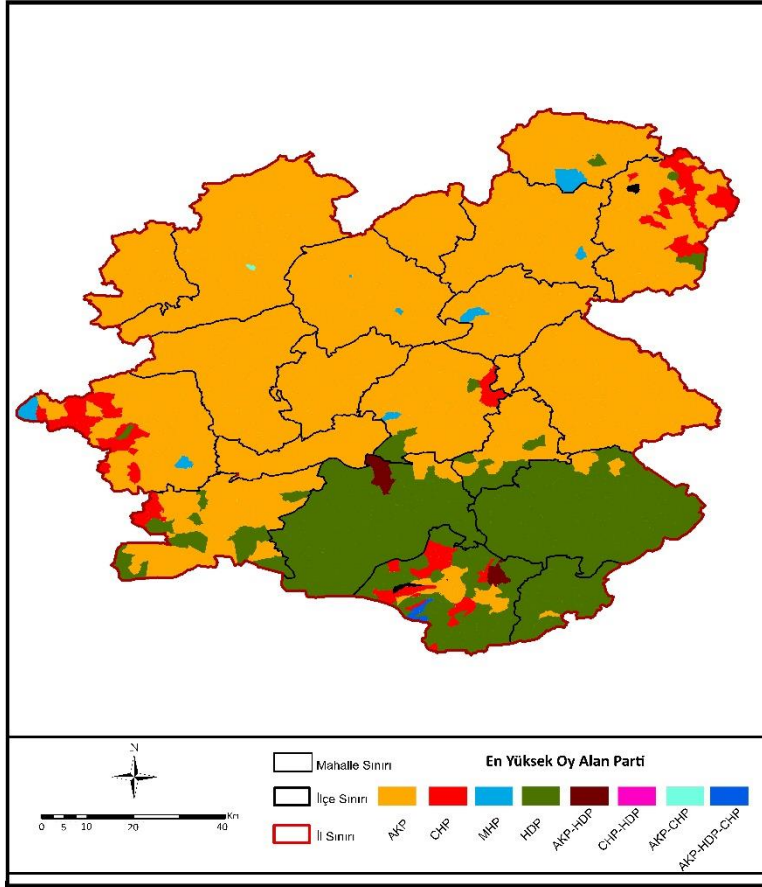 N
Km
0 5 10 20 40
Mahalle Sınırı
İlçe Sınırı
İl Sınırı
En Yüksek Oy Alan Parti
AKP
CHP
MHP
HDP
AKP-HDP
CHP-HDP
AKP-CHP
AKP-HDP-CHP